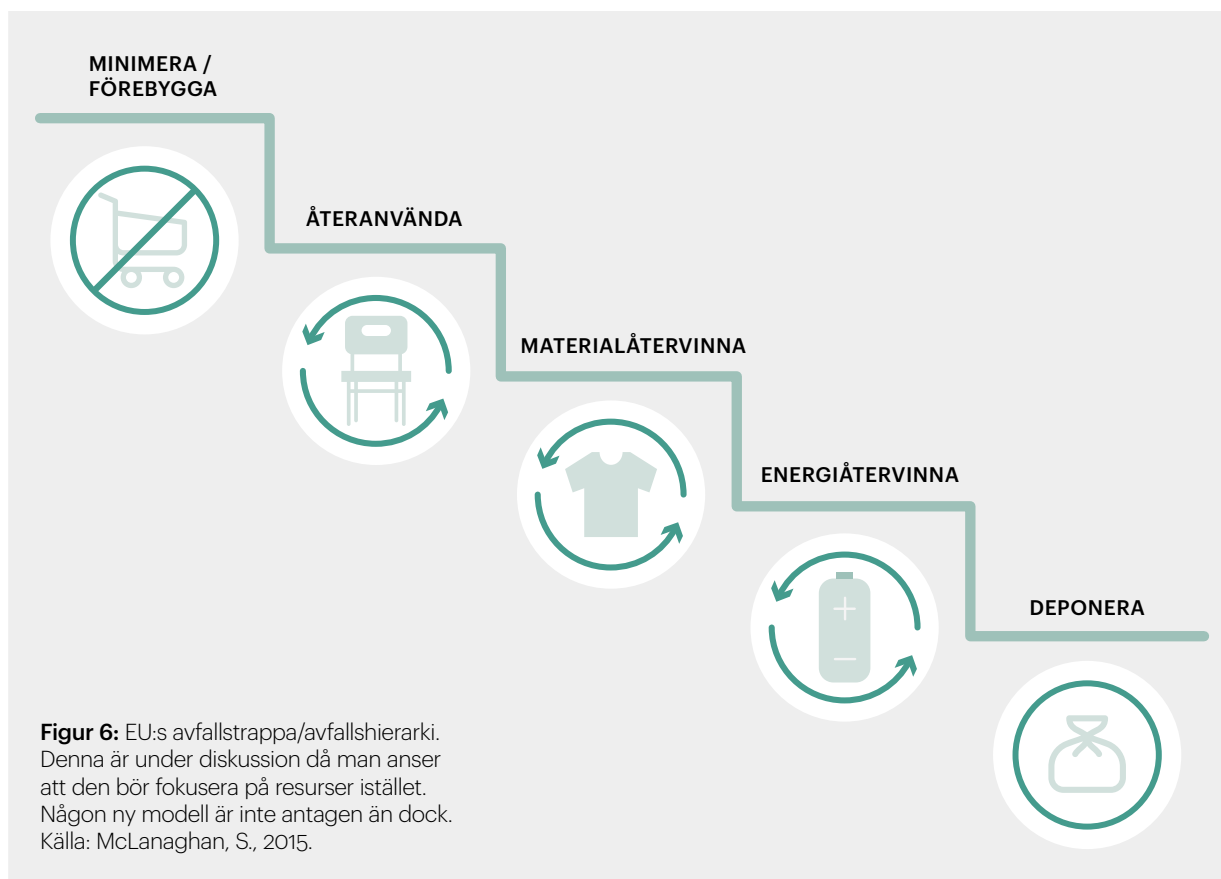 MINIMERA /
FÖREBYGGA
ÅTERANVÄNDA
MATERIALÅTERVINNA
ENERGIÅTERVINNA
DEPONERA
Figur 6: EU:s avfallstrappa/avfallshierarki.
Denna är under diskussion då man anser
att den bör fokusera på resurser istället.
Någon ny modell är inte antagen än dock.
Källa: McLanaghan, S., 2015.